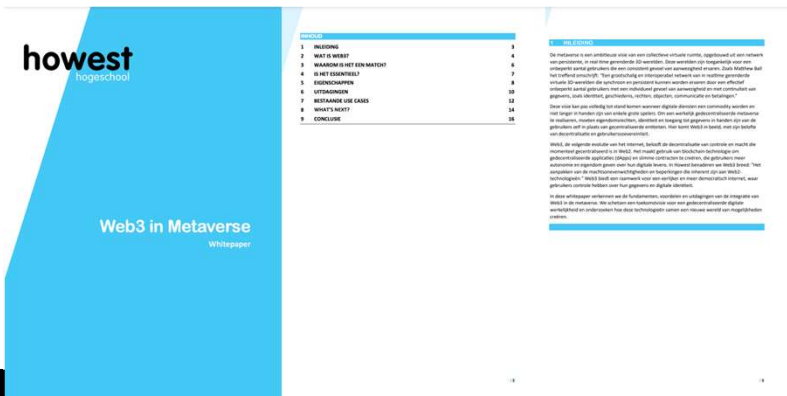 howest
hogeschool
Web3 in Metaverse
Whitepaper
INHOUD
1 INLEIDING 3
2 WAT IS WEB3? 4
3 WAAROM IS HET EEN MATCH? 6
4 IS HET ESSENTIEEL? 7
5 EIGENSCHAPPEN 8
6 UITDAGINGEN 10
7 BESTAANDE USE CASES 12
8 WHAT'S NEXT? 14
9 CONCLUSIE 16
1 INLEIDING
De metaverse is een ambitieuze visie van een collectieve virtuele ruimte, opgebouwd uit een netwerk
van persistente, in real-time gerenderde 3D-werelden. Deze werelden zijn toegankelijk voor een
onbeperkt aantal gebruikers die een consistent gevoel van aanwezigheid ervaren. Zoals Matthew Ball
het treffend omschrijft: "Een grootschalig en interoperabel netwerk van in realtime gerenderde
virtuele 3D-werelden die synchroon en persistent kunnen worden ervaren door een effectief
onbeperkt aantal gebruikers met een individueel gevoel van aanwezigheid en met continuïteit van
gegevens, zoals identiteit, geschiedenis, rechten, objecten, communicatie en betalingen."
Deze visie kan pas volledig tot stand komen wanneer digitale diensten een commodity worden en
niet langer in handen zijn van enkele grote spelers. Om een werkelijk gedecentraliseerde metaverse
te realiseren, moeten eigendomsrechten, identiteit en toegang tot gegevens in handen zijn van de
gebruikers zelf in plaats van gecentraliseerde entiteiten. Hier komt Web3 in beeld, met zijn belofte
van decentralisatie en gebruikerssoevereiniteit.
Web3, de volgende evolutie van het internet, belooft de decentralisatie van controle en macht die
momenteel gecentraliseerd is in Web2. Het maakt gebruik van blockchain-technologie om
gedecentraliseerde applicaties (dApps) en slimme contracten te creëren, die gebruikers meer
autonomie en eigendom geven over hun digitale levens. In Howest benaderen we Web3 breed: "Het
aanpakken van de machtsonevenwichtigheden en beperkingen die inherent zijn aan Web2-
technologieën." Web3 biedt een raamwerk voor een eerlijker en meer democratisch internet, waar
gebruikers controle hebben over hun gegevens en digitale identiteit.
In deze whitepaper verkennen we de fundamenten, voordelen en uitdagingen van de integratie van
Web3 in de metaverse. We schetsen een toekomstvisie voor een gedecentraliseerde digitale
werkelijkheid en onderzoeken hoe deze technologieën samen een nieuwe wereld van mogelijkheden
creëren.